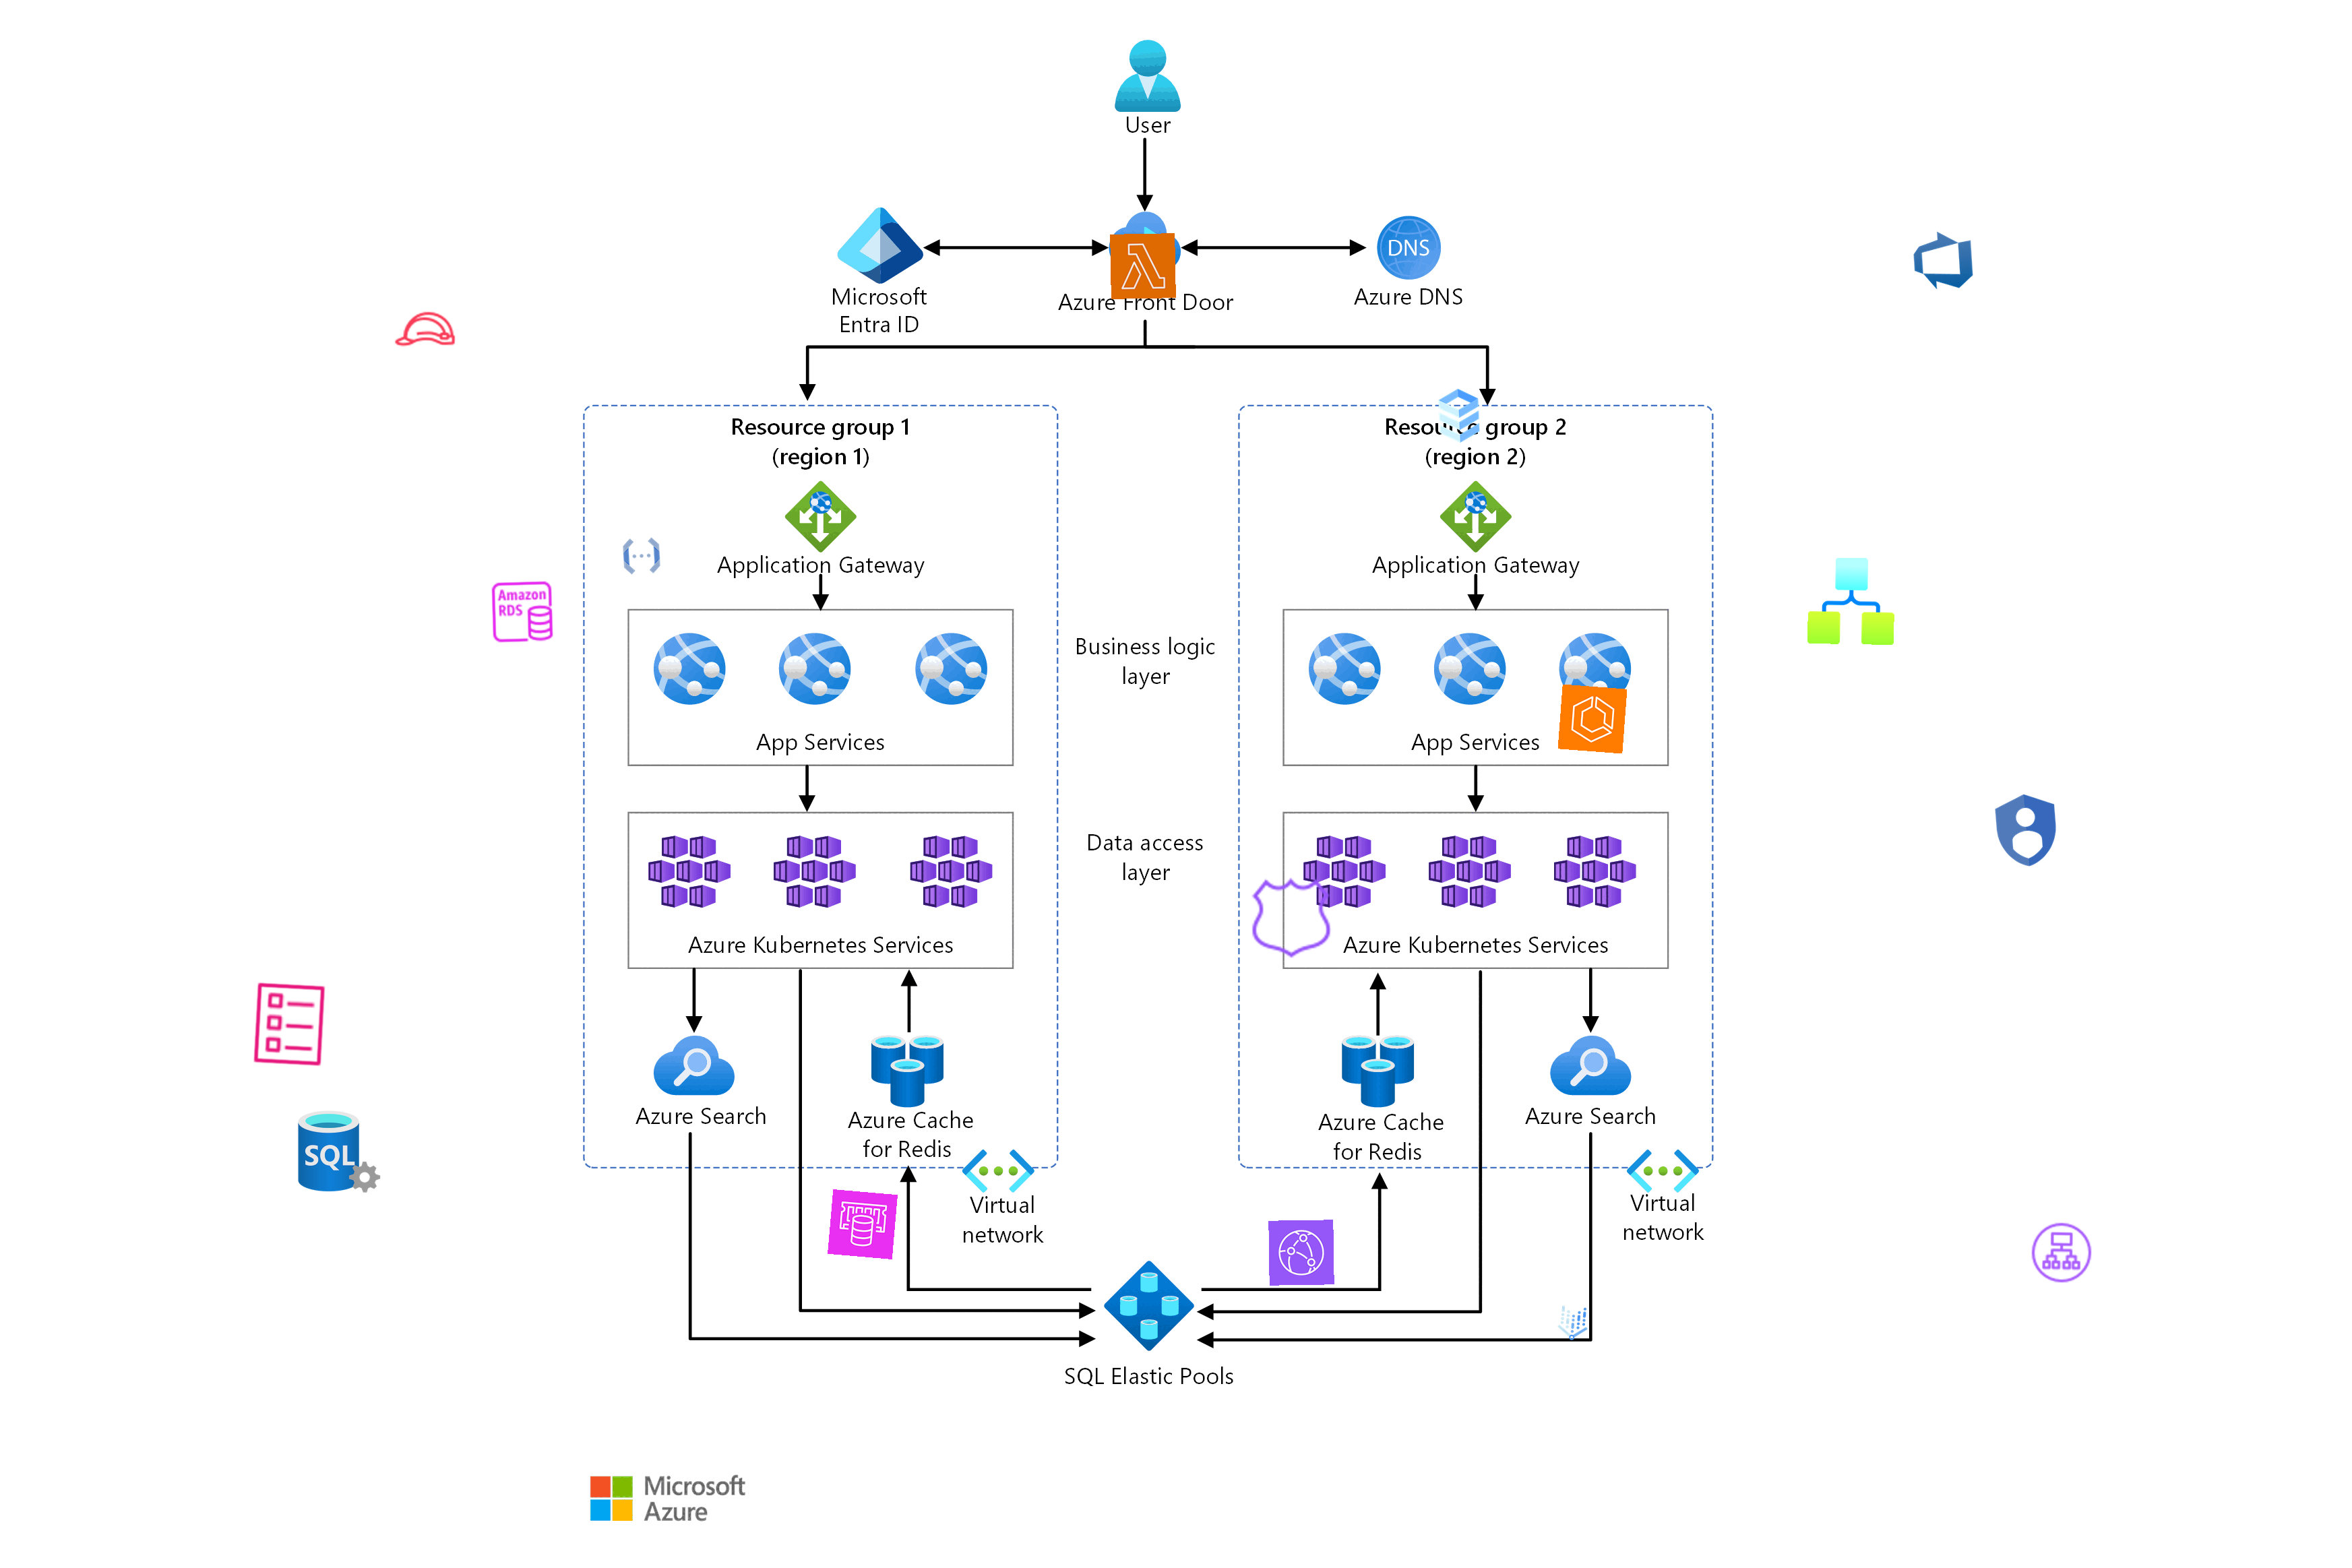 User
DNS
Microsoft
Entra ID
Azure Front Door
Azure DNS
Resource group 1
(region 1)
Resource group 2
(region 2)
Application Gateway
Application Gateway
Amazon
RDS
Business logic
layer
App Services
App Services
Data access
layer
Azure Kubernetes Services
Azure Kubernetes Services
Azure Search
Azure Cache
for Redis
Azure Cache
for Redis
Azure Search
SQL
Virtual
network
Virtual
network
SQL Elastic Pools
Microsoft
Azure